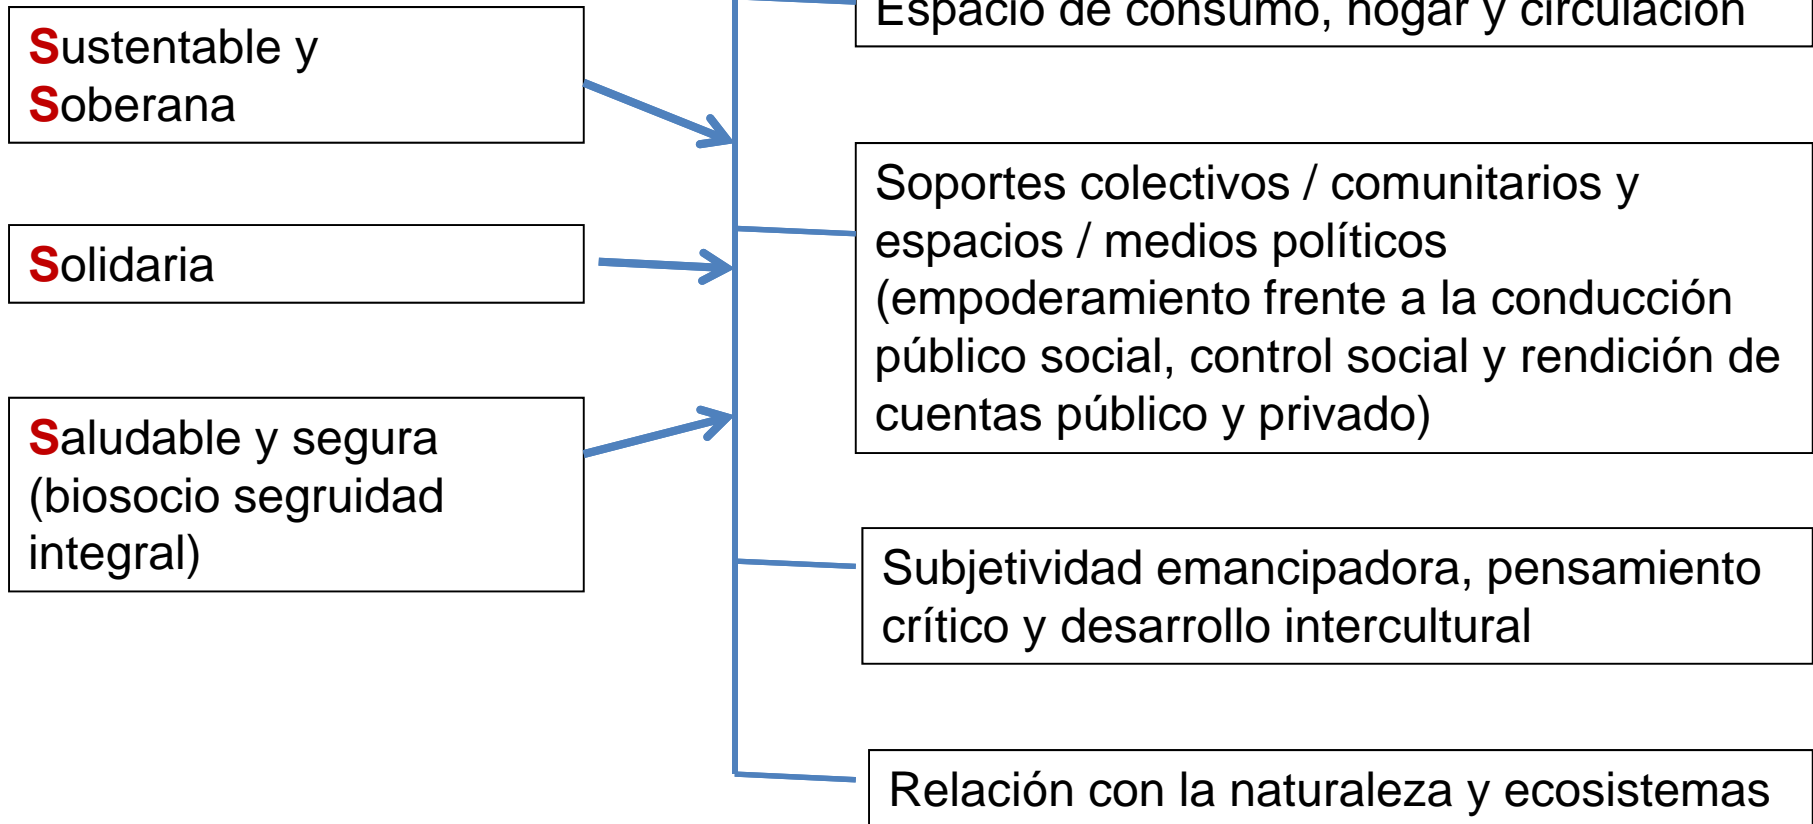 Sustentable y
Soberana
Solidaria
Saludable y segura
(biosocio segruidad
integral)
Espacio de consumo, hogar y circulación
Soportes colectivos / comunitarios y
espacios / medios políticos
(empoderamiento frente a la conducción
público social, control social y rendición de
cuentas público y privado)
Subjetividad emancipadora, pensamiento
crítico y desarrollo intercultural
Relación con la naturaleza y ecosistemas